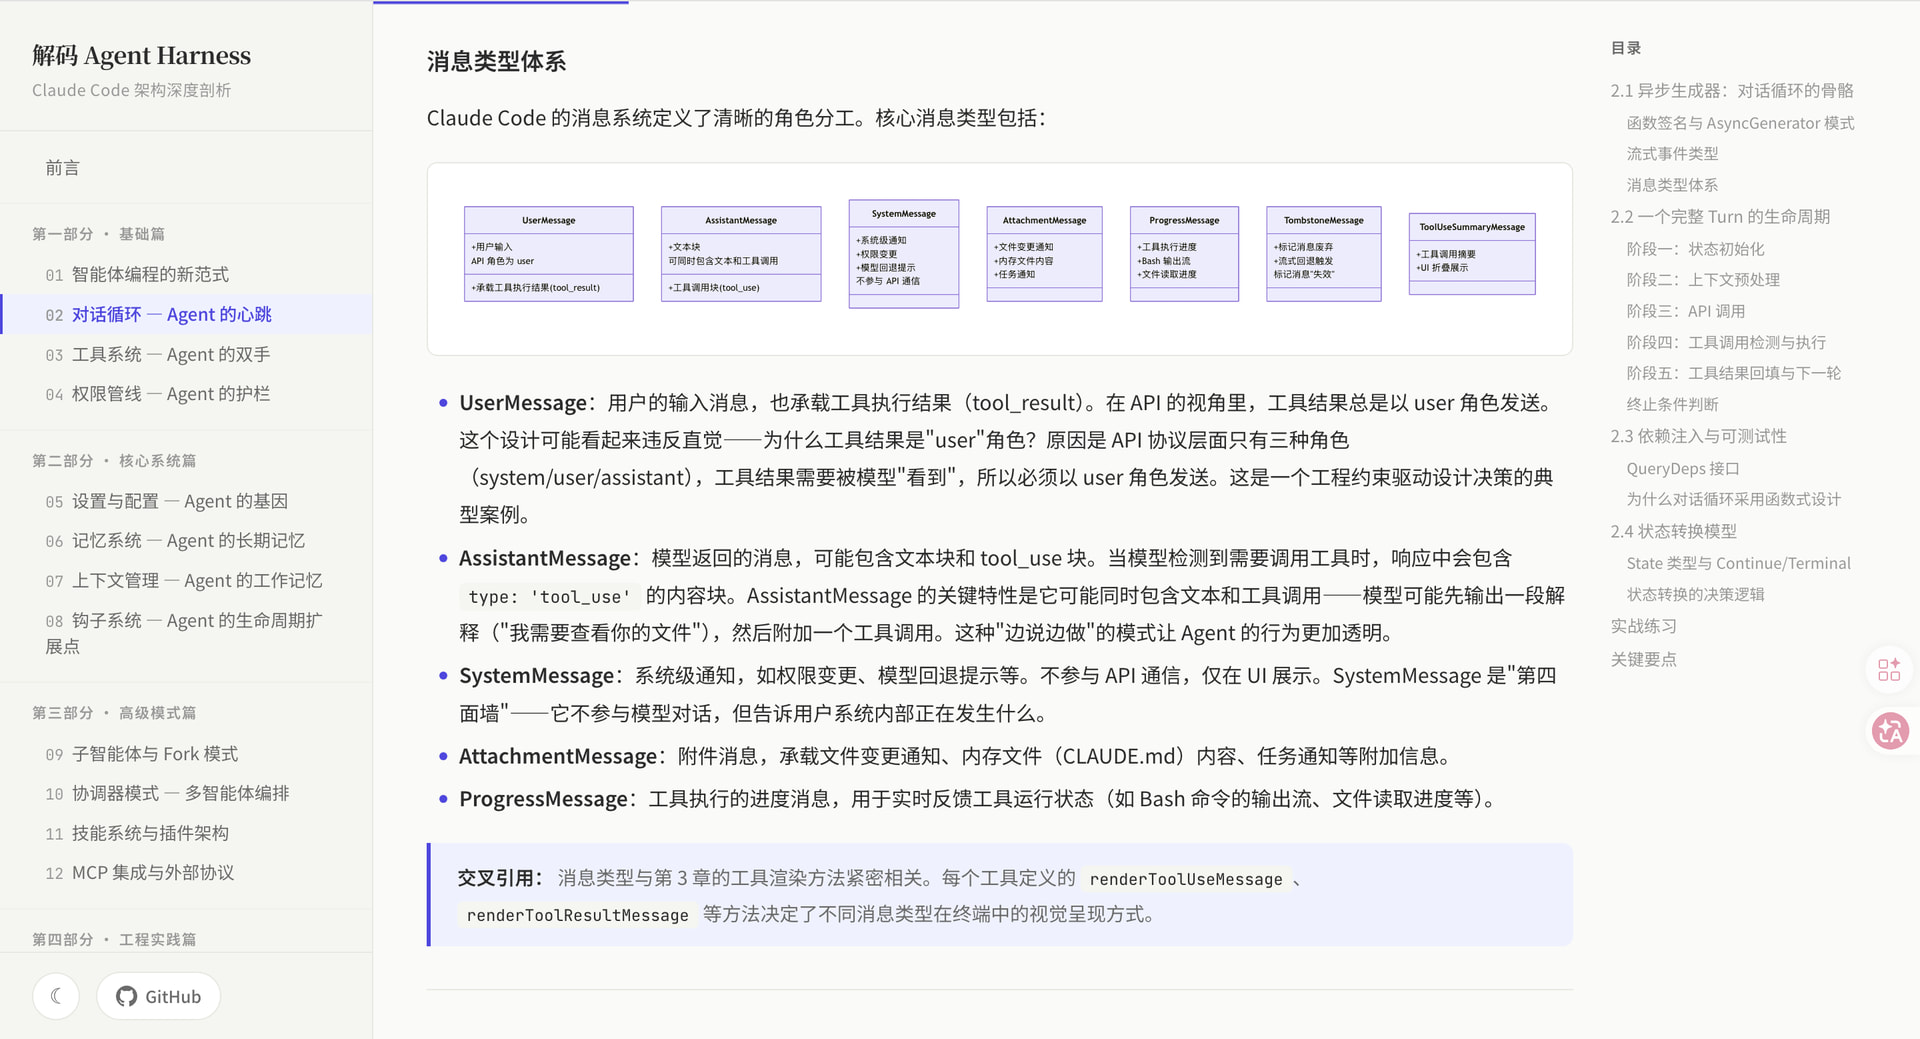 解码 Agent Harness
Claude Code 架构深度剖析
前言
第一部分 · 基础篇
01 智能体编程的新范式
02 对话循环 — Agent 的心跳
03 工具系统 — Agent 的双手
04 权限管线 — Agent 的护栏
第二部分 · 核心系统篇
05 设置与配置 — Agent 的基因
06 记忆系统 — Agent 的长期记忆
07 上下文管理 — Agent 的工作记忆
08 钩子系统 — Agent 的生命周期扩
展点
第三部分 · 高级模式篇
09 子智能体与 Fork 模式
10 协调器模式 — 多智能体编排
11 技能系统与插件架构
12 MCP 集成与外部协议
第四部分 · 工程实践篇
GitHub
消息类型体系
Claude Code 的消息系统定义了清晰的角色分工。核心消息类型包括：
UserMessage
+用户输入
API 角色为 user
+承载工具执行结果(tool_result)
AssistantMessage
+文本块
可同时包含文本和工具调用
+工具调用块(tool_use)
SystemMessage
+系统级通知
+权限变更
+模型回退提示
不参与 API 通信
AttachmentMessage
+文件变更通知
+内存文件内容
+任务通知
ProgressMessage
+工具执行进度
+Bash 输出流
+文件读取进度
TombstoneMessage
+标记消息废弃
+流式回退触发
标记消息"失效"
ToolUseSummaryMessage
+工具调用摘要
+UI 折叠展示
• UserMessage：用户的输入消息，也承载工具执行结果（tool_result）。在 API 的视角里，工具结果总是以 user 角色发送。
这个设计可能看起来违反直觉——为什么工具结果是"user"角色？原因是 API 协议层面只有三种角色
（system/user/assistant），工具结果需要被模型"看到"，所以必须以 user 角色发送。这是一个工程约束驱动设计决策的典
型案例。
• AssistantMessage：模型返回的消息，可能包含文本块和 tool_use 块。当模型检测到需要调用工具时，响应中会包含
type: 'tool_use' 的内容块。AssistantMessage 的关键特性是它可能同时包含文本和工具调用——模型可能先输出一段解
释（"我需要查看你的文件"），然后附加一个工具调用。这种"边说边做"的模式让 Agent 的行为更加透明。
• SystemMessage：系统级通知，如权限变更、模型回退提示等。不参与 API 通信，仅在 UI 展示。SystemMessage 是"第四
面墙"——它不参与模型对话，但告诉用户系统内部正在发生什么。
• AttachmentMessage：附件消息，承载文件变更通知、内存文件（CLAUDE.md）内容、任务通知等附加信息。
• ProgressMessage：工具执行的进度消息，用于实时反馈工具运行状态（如 Bash 命令的输出流、文件读取进度等）。
交叉引用： 消息类型与第 3 章的工具渲染方法紧密相关。每个工具定义的 renderToolUseMessage 、
renderToolResultMessage 等方法决定了不同消息类型在终端中的视觉呈现方式。
目录
2.1 异步生成器：对话循环的骨骼
函数签名与 AsyncGenerator 模式
流式事件类型
消息类型体系
2.2 一个完整 Turn 的生命周期
阶段一：状态初始化
阶段二：上下文预处理
阶段三：API 调用
阶段四：工具调用检测与执行
阶段五：工具结果回填与下一轮
终止条件判断
2.3 依赖注入与可测试性
QueryDeps 接口
为什么对话循环采用函数式设计
2.4 状态转换模型
State 类型与 Continue/Terminal
状态转换的决策逻辑
实战练习
关键要点